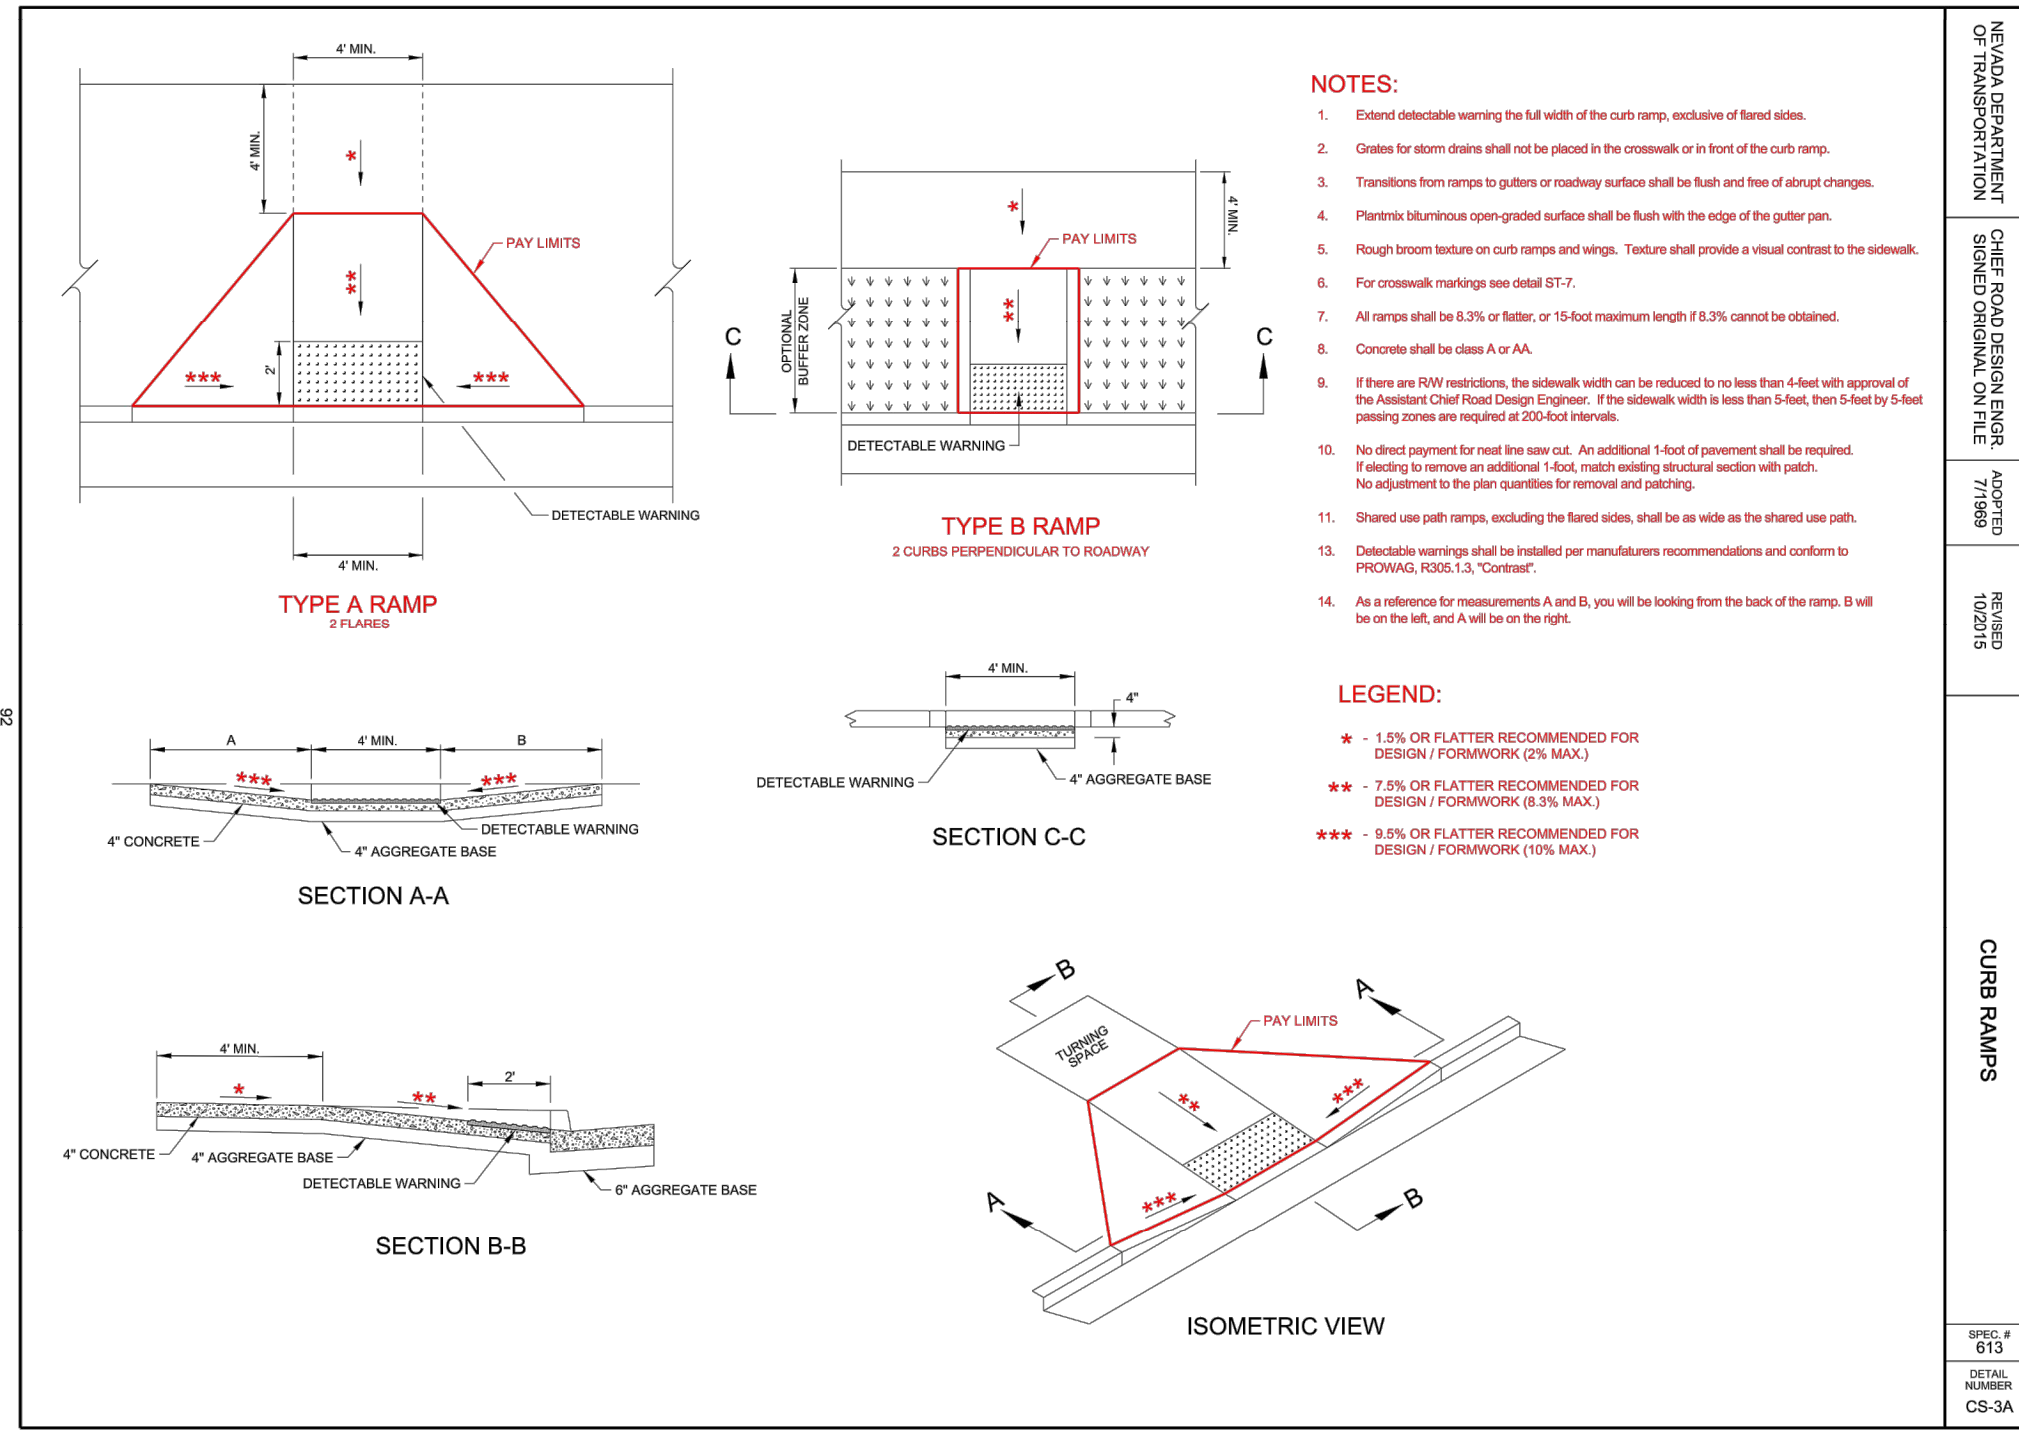 4' MIN.
4' MIN.
*
**
PAY LIMITS
2'
***
***
DETECTABLE WARNING
4' MIN.
TYPE A RAMP
2 FLARES
4' MIN.
*
PAY LIMITS
OPTIONAL
BUFFER ZONE
**
C
C
DETECTABLE WARNING
TYPE B RAMP
2 CURBS PERPENDICULAR TO ROADWAY
NOTES:
1. Extend detectable warning the full width of the curb ramp, exclusive of flared sides.
2. Grates for storm drains shall not be placed in the crosswalk or in front of the curb ramp.
3. Transitions from ramps to gutters or roadway surface shall be flush and free of abrupt changes.
4. Plantmix bituminous open-graded surface shall be flush with the edge of the gutter pan.
5. Rough broom texture on curb ramps and wings. Texture shall provide a visual contrast to the sidewalk.
6. For crosswalk markings see detail ST-7.
7. All ramps shall be 8.3% or flatter, or 15-foot maximum length if 8.3% cannot be obtained.
8. Concrete shall be class A or AA.
9. If there are R/W restrictions, the sidewalk width can be reduced to no less than 4-feet with approval of
the Assistant Chief Road Design Engineer. If the sidewalk width is less than 5-feet, then 5-feet by 5-feet
passing zones are required at 200-foot intervals.
10. No direct payment for neat line saw cut. An additional 1-foot of pavement shall be required.
If electing to remove an additional 1-foot, match existing structural section with patch.
No adjustment to the plan quantities for removal and patching.
11. Shared use path ramps, excluding the flared sides, shall be as wide as the shared use path.
13. Detectable warnings shall be installed per manufaturers recommendations and conform to
PROWAG, R305.1.3, "Contrast".
14. As a reference for measurements A and B, you will be looking from the back of the ramp. B will
be on the left, and A will be on the right.
LEGEND:
* - 1.5% OR FLATTER RECOMMENDED FOR
DESIGN / FORMWORK (2% MAX.)
** - 7.5% OR FLATTER RECOMMENDED FOR
DESIGN / FORMWORK (8.3% MAX.)
*** - 9.5% OR FLATTER RECOMMENDED FOR
DESIGN / FORMWORK (10% MAX.)
A
4' MIN.
B
***
***
4" CONCRETE
4" AGGREGATE BASE
DETECTABLE WARNING
SECTION A-A
4' MIN.
4"
DETECTABLE WARNING
4" AGGREGATE BASE
SECTION C-C
4' MIN.
2'
*
**
4" CONCRETE
4" AGGREGATE BASE
DETECTABLE WARNING
6" AGGREGATE BASE
SECTION B-B
B
A
TURNING
SPACE
PAY LIMITS
**
***
***
A
B
ISOMETRIC VIEW
NEVADA DEPARTMENT
OF TRANSPORTATION
CHIEF ROAD DESIGN ENGR.
SIGNED ORIGINAL ON FILE
ADOPTED
7/1969
REVISED
10/2015
CURB RAMPS
SPEC. #
613
DETAIL
NUMBER
CS-3A
92